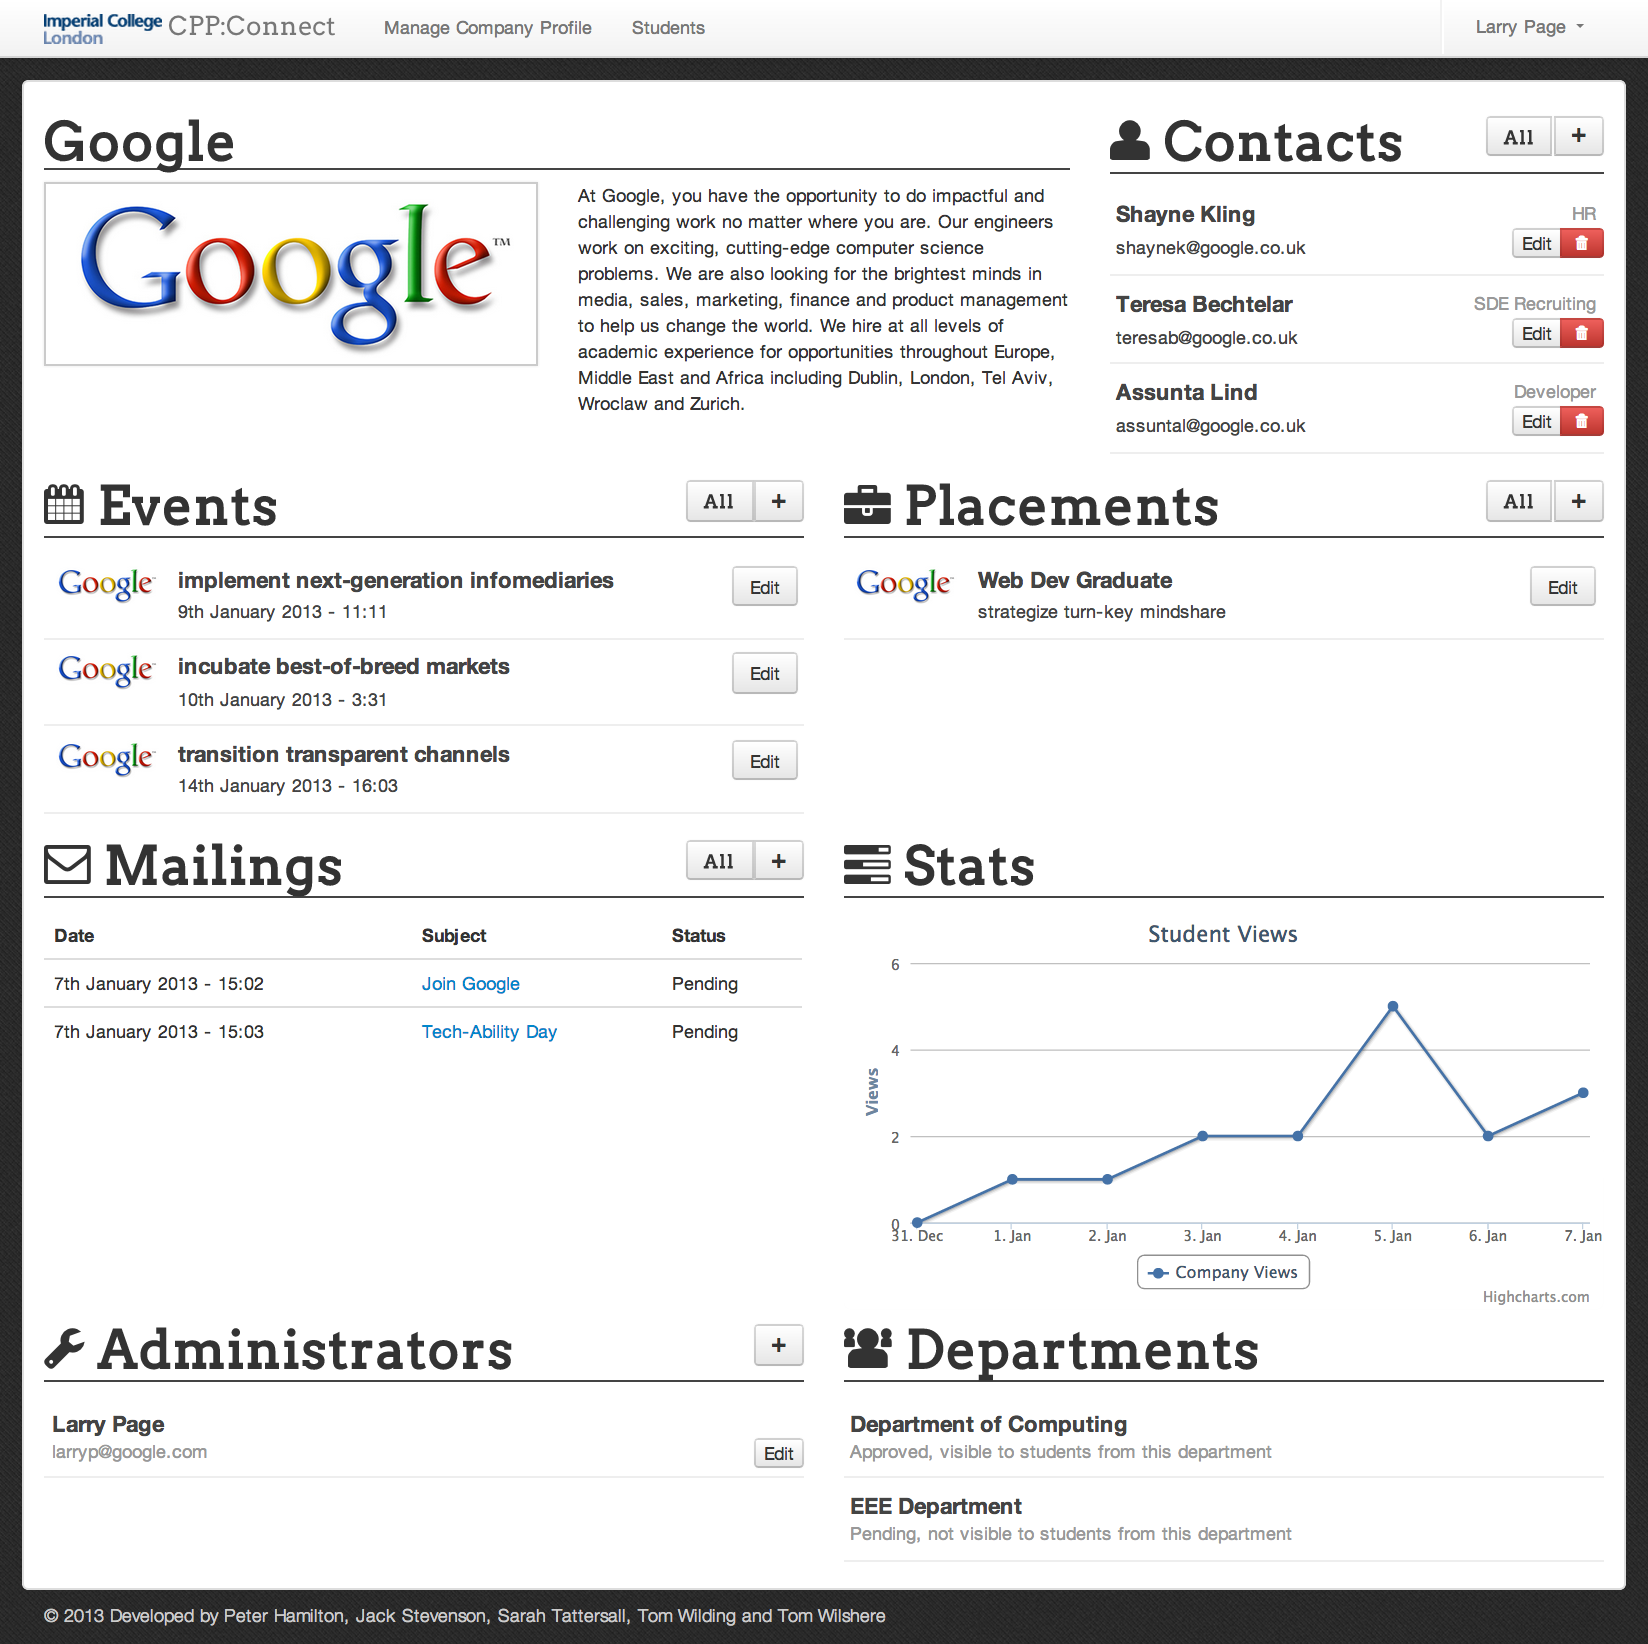 Imperial College
London
CPP:Connect
Manage Company Profile
Students
Larry Page
Google
Google™
At Google, you have the opportunity to do impactful and
challenging work no matter where you are. Our engineers
work on exciting, cutting-edge computer science
problems. We are also looking for the brightest minds in
media, sales, marketing, finance and product management
to help us change the world. We hire at all levels of
academic experience for opportunities throughout Europe,
Middle East and Africa including Dublin, London, Tel Aviv,
Wroclaw and Zurich.
Contacts
All +
Shayne Kling
HR
shaynek@google.co.uk
Edit
Teresa Bechtelar
SDE Recruiting
teresab@google.co.uk
Edit
Assunta Lind
Developer
assuntal@google.co.uk
Edit
Events
All +
Google
implement next-generation infomediaries
9th January 2013 - 11:11
Edit
Google
incubate best-of-breed markets
10th January 2013 - 3:31
Edit
Google
transition transparent channels
14th January 2013 - 16:03
Edit
Placements
All +
Google
Web Dev Graduate
strategize turn-key mindshare
Edit
Mailings
All +
Date Subject Status
7th January 2013 - 15:02 Join Google Pending
7th January 2013 - 15:03 Tech-Ability Day Pending
Stats
Student Views
Views
6
4
2
0
31. Dec 1. Jan 2. Jan 3. Jan 4. Jan 5. Jan 6. Jan 7. Jan
Company Views
Highcharts.com
Administrators
+
Larry Page
larryp@google.com
Edit
Departments
Department of Computing
Approved, visible to students from this department
EEE Department
Pending, not visible to students from this department
© 2013 Developed by Peter Hamilton, Jack Stevenson, Sarah Tattersall, Tom Wilding and Tom Wilshere